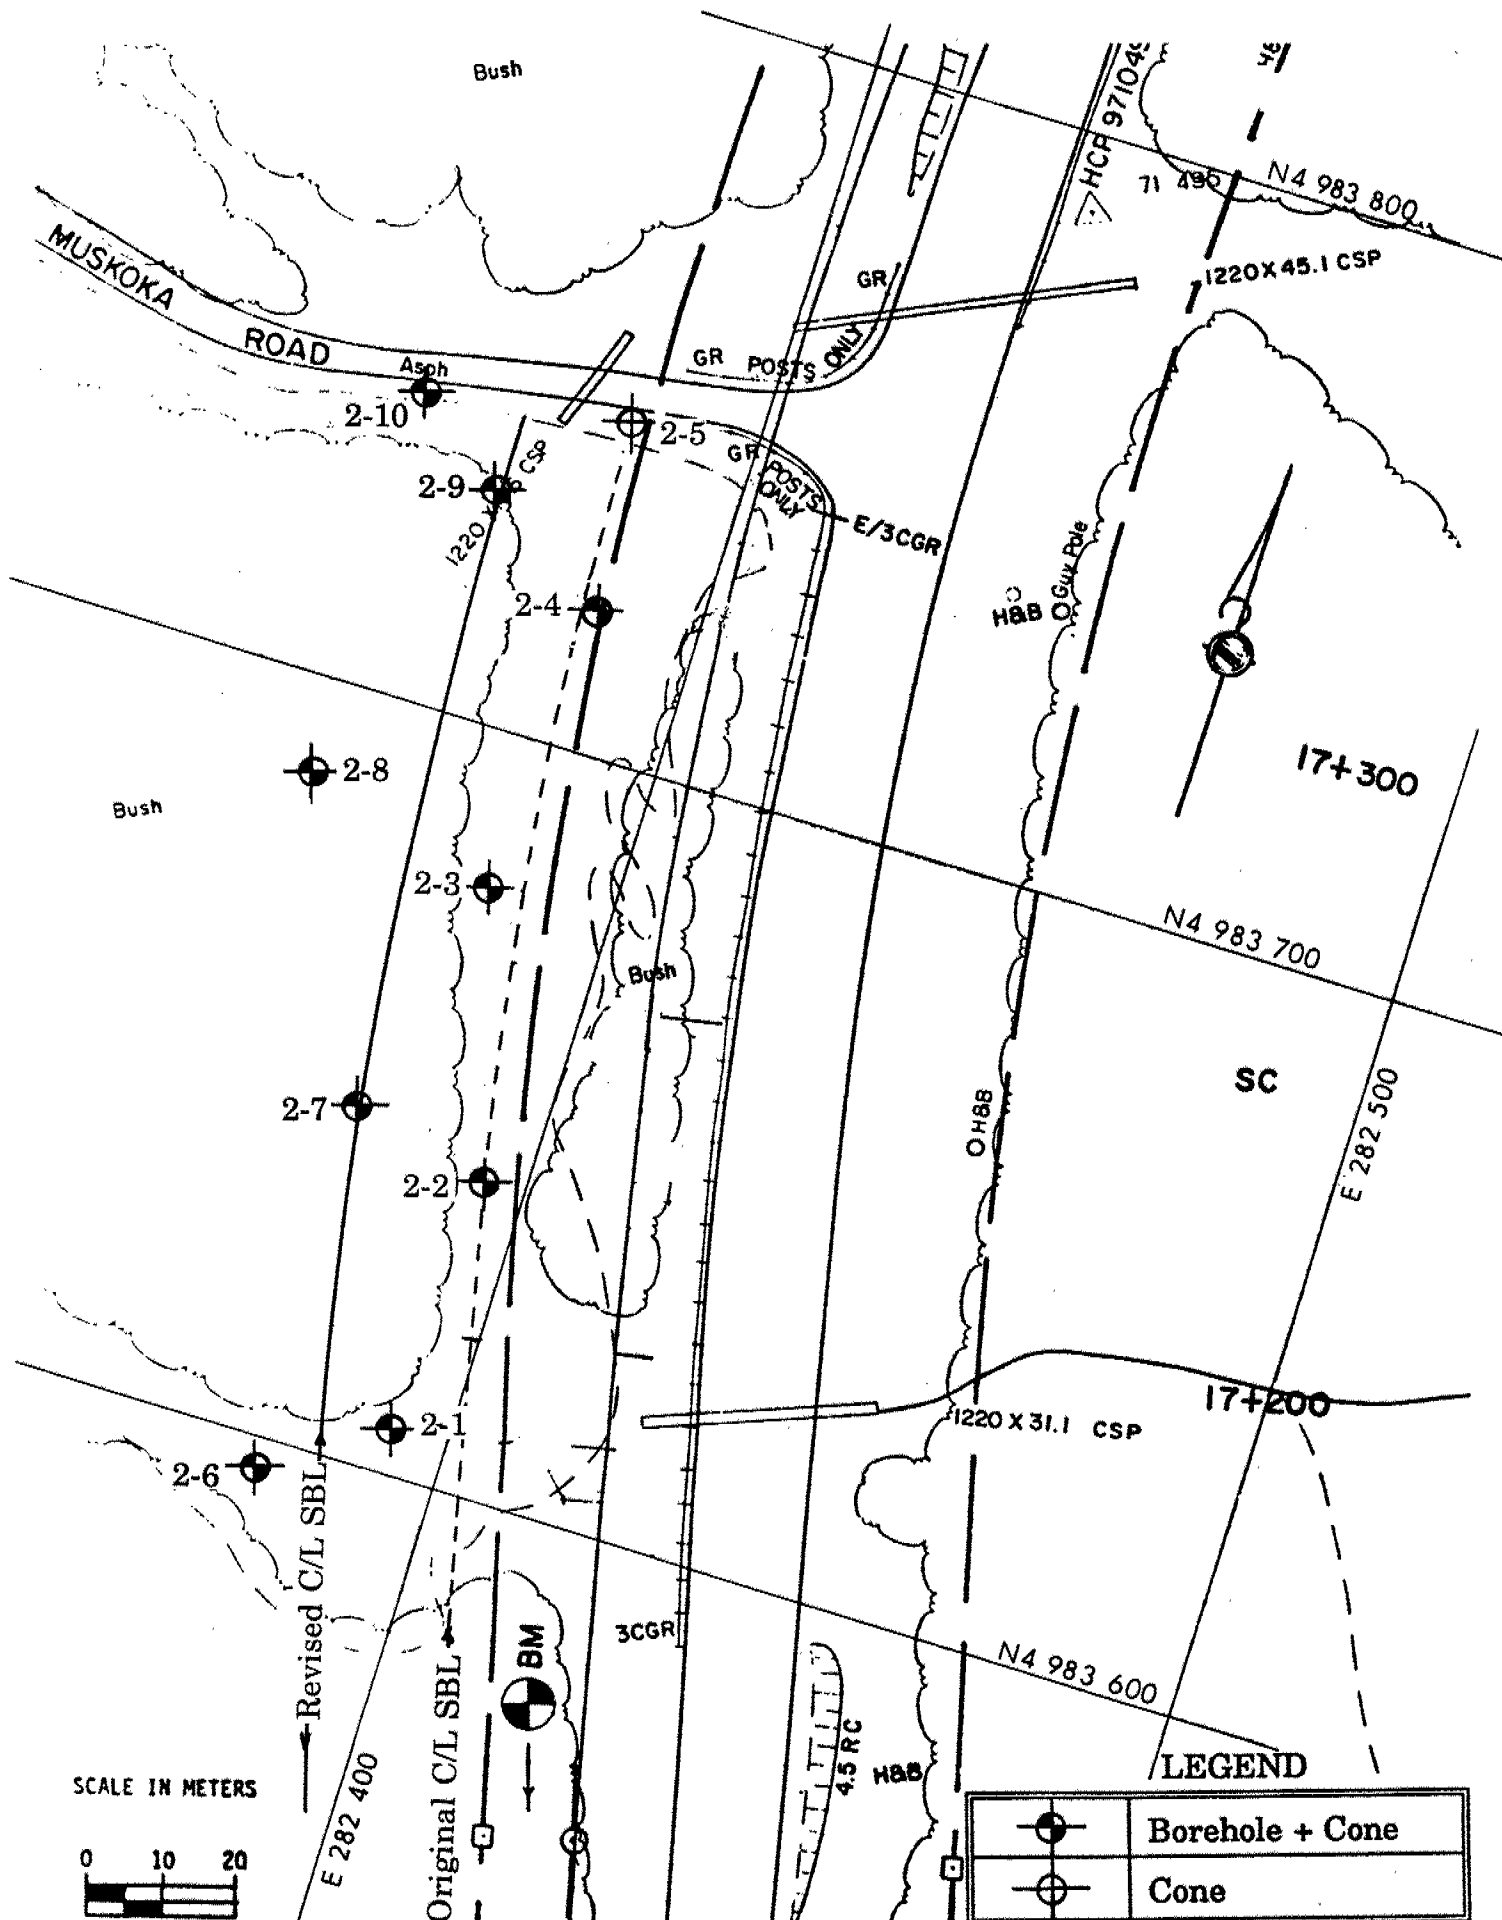 Bush
HCP 97104
71 495
N4 983 800
1220 X 45.1 CSP
MUSKOKA ROAD
GR
GR POSTS ONLY
Asph
2-10
2-5
GR POSTS ONLY
2-9
CSP
1220 X
E/3CGR
2-4
Guy Pole
H&B
2-8
Bush
17+300
2-3
N4 983 700
Bush
SC
2-7
H&B
E 282 500
2-2
17+200
2-1
1220 X 31.1 CSP
2-6
Revised C/L SBL
Original C/L SBL
BM
3CGR
N4 983 600
4.5 RC
H&B
E 282 400
SCALE IN METERS
0 10 20
LEGEND
Borehole + Cone
Cone